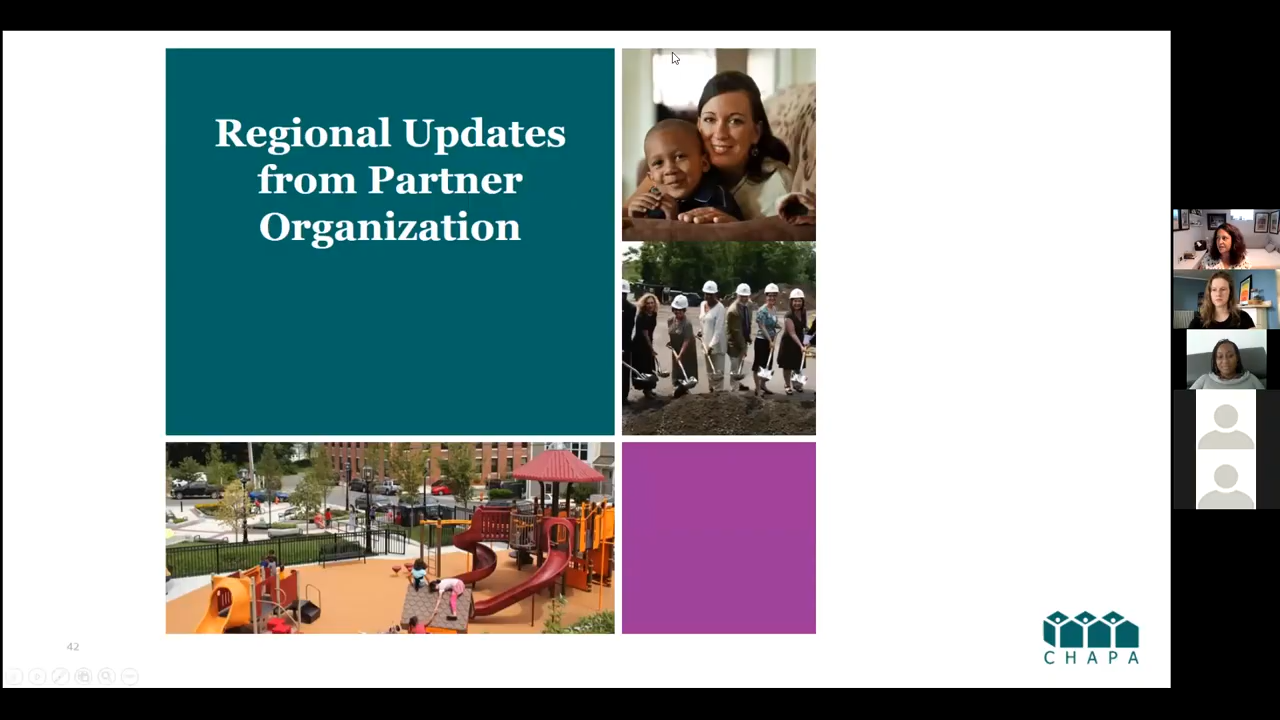 Regional Updates
from Partner
Organization
42
CHAPA